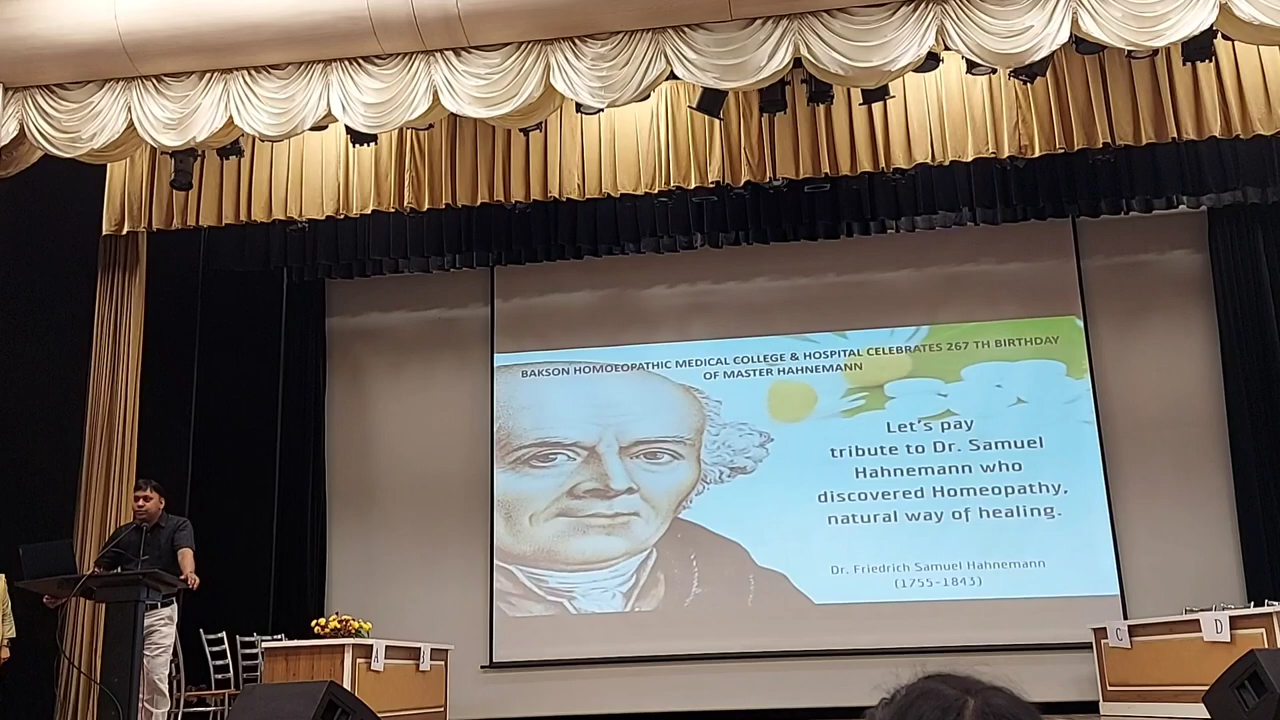 BAKSON HOMOEOPATHIC MEDICAL COLLEGE & HOSPITAL CELEBRATES 267 TH BIRTHDAY
OF MASTER HAHNEMANN
Let's pay
tribute to Dr. Samuel
Hahnemann who
discovered Homeopathy,
natural way of healing.
Dr. Friedrich Samuel Hahnemann
(1755-1843)
A B
C D